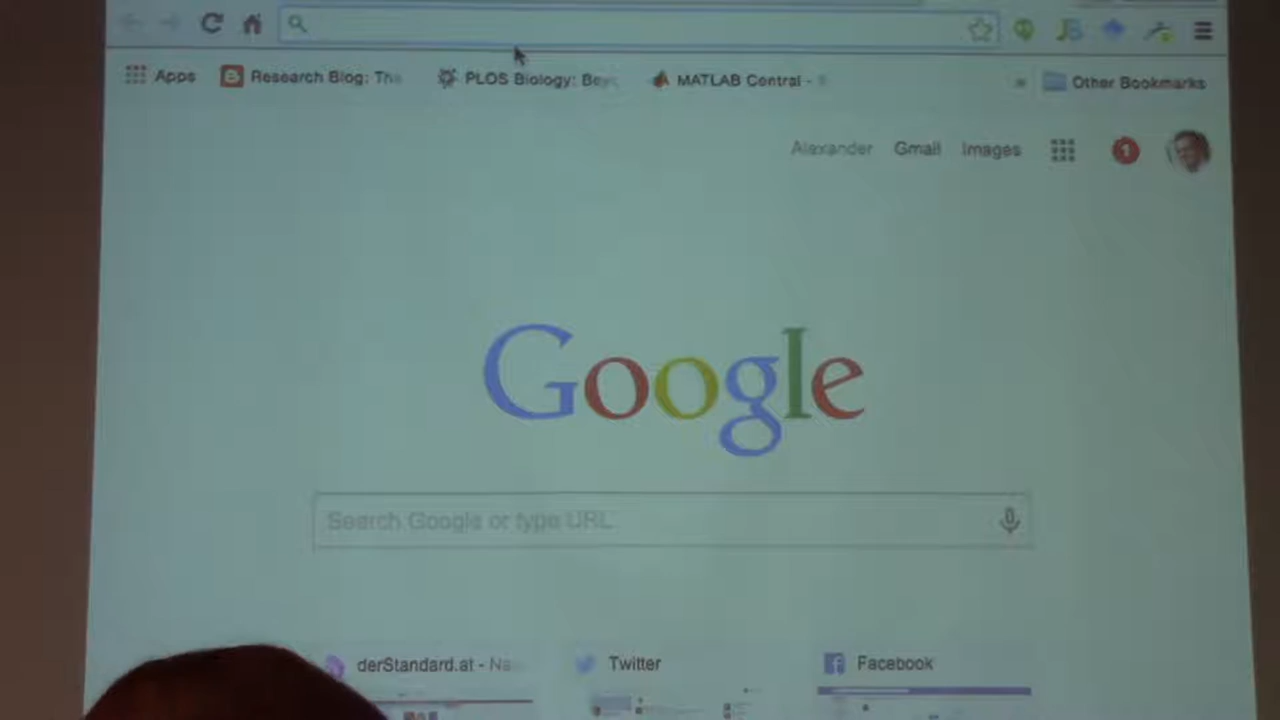 Apps Research Blog: The PLOS Biology: Bey MATLAB Central - Other Bookmarks
Alexander Gmail Images 1
Google
Search Google or type URL
derStandard.at - Na Twitter Facebook